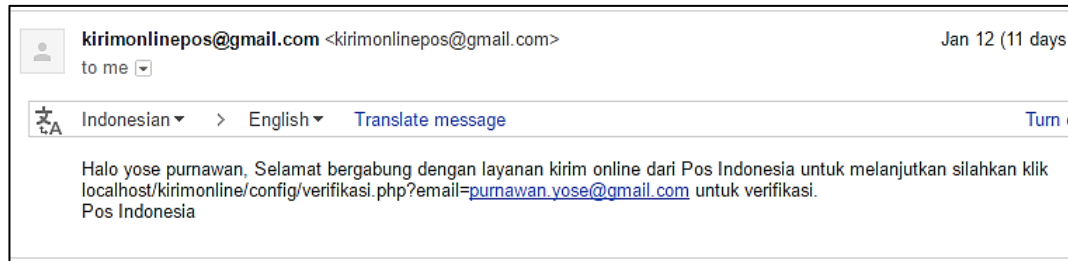 kirimonlinepos@gmail.com <kirimonlinepos@gmail.com> Jan 12 (11 days
to me
Indonesian > English Translate message Turn
Halo yose purnawan, Selamat bergabung dengan layanan kirim online dari Pos Indonesia untuk melanjutkan silahkan klik
localhost/kirimonline/config/verifikasi.php?email=purnawan.yose@gmail.com untuk verifikasi.
Pos Indonesia